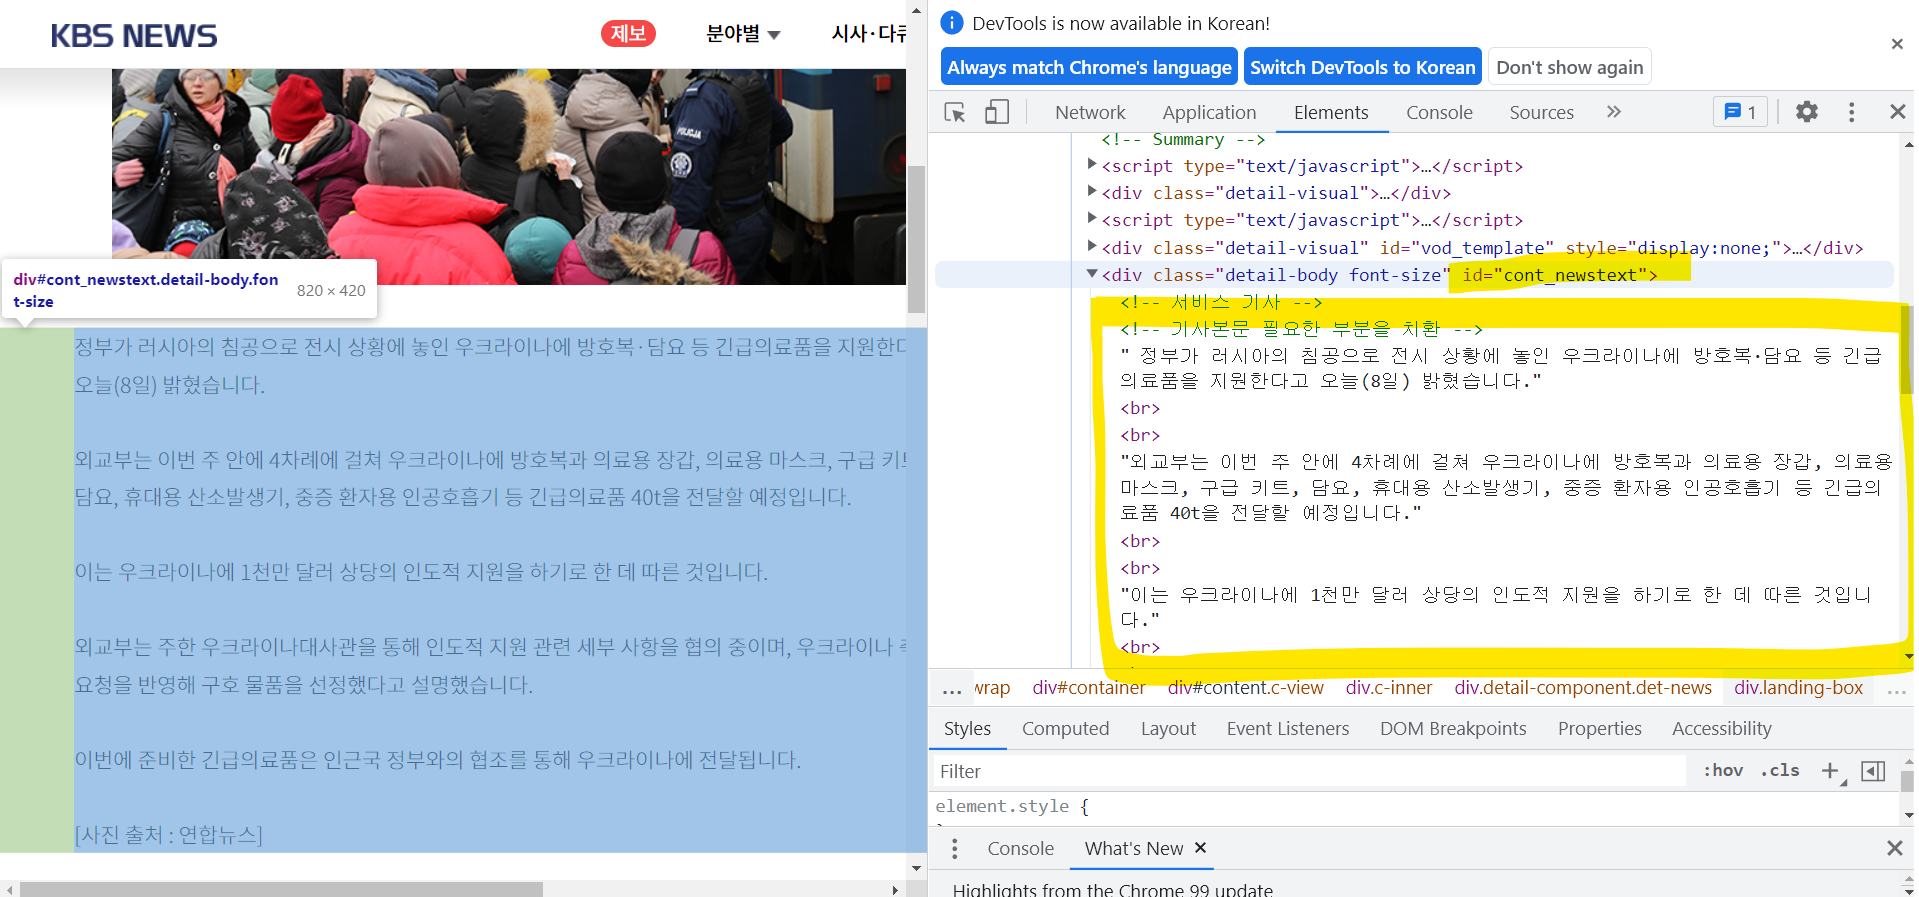 KBS NEWS
제보
분야별
시사·다큐
POLICJA
div#cont_newstext.detail-body.fon
t-size
820 × 420
정부가 러시아의 침공으로 전시 상황에 놓인 우크라이나에 방호복·담요 등 긴급의료품을 지원한다
오늘(8일) 밝혔습니다.
외교부는 이번 주 안에 4차례에 걸쳐 우크라이나에 방호복과 의료용 장갑, 의료용 마스크, 구급 키트
담요, 휴대용 산소발생기, 중증 환자용 인공호흡기 등 긴급의료품 40t을 전달할 예정입니다.
이는 우크라이나에 1천만 달러 상당의 인도적 지원을 하기로 한 데 따른 것입니다.
외교부는 주한 우크라이나대사관을 통해 인도적 지원 관련 세부 사항을 협의 중이며, 우크라이나 측
요청을 반영해 구호 물품을 선정했다고 설명했습니다.
이번에 준비한 긴급의료품은 인근국 정부와의 협조를 통해 우크라이나에 전달됩니다.
[사진 출처 : 연합뉴스]
DevTools is now available in Korean!
Always match Chrome's language
Switch DevTools to Korean
Don't show again
Network
Application
Elements
Console
Sources
1
<!-- Summary -->
<script type="text/javascript">…</script>
<div class="detail-visual">…</div>
<script type="text/javascript">…</script>
<div class="detail-visual" id="vod_template" style="display:none;">…</div>
<div class="detail-body font-size" id="cont_newstext">
<!-- 서비스 기사 -->
<!-- 기사본문 필요한 부분을 치환 -->
" 정부가 러시아의 침공으로 전시 상황에 놓인 우크라이나에 방호복·담요 등 긴급
의료품을 지원한다고 오늘(8일) 밝혔습니다."
<br>
<br>
"외교부는 이번 주 안에 4차례에 걸쳐 우크라이나에 방호복과 의료용 장갑, 의료용
마스크, 구급 키트, 담요, 휴대용 산소발생기, 중증 환자용 인공호흡기 등 긴급의
료품 40t을 전달할 예정입니다."
<br>
<br>
"이는 우크라이나에 1천만 달러 상당의 인도적 지원을 하기로 한 데 따른 것입니
다."
<br>
... wrap div#container div#content.c-view div.c-inner div.detail-component.det-news div.landing-box ...
Styles
Computed
Layout
Event Listeners
DOM Breakpoints
Properties
Accessibility
Filter
:hov .cls
element.style {
Console
What's New
Highlights from the Chrome 99 update